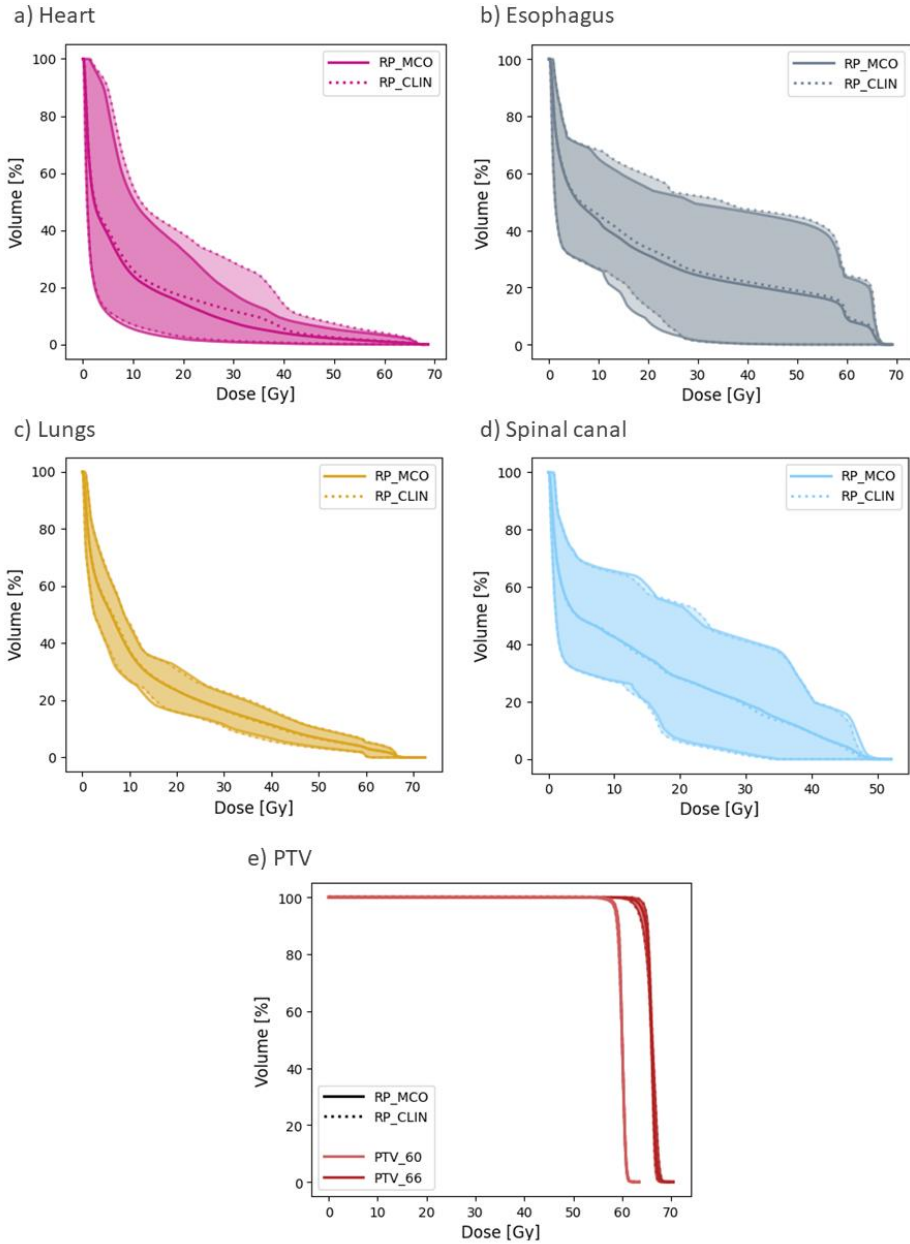 a) Heart
b) Esophagus
100
80
60
40
20
0
Volume [%]
RP_MCO
RP_CLIN
0 10 20 30 40 50 60 70
Dose [Gy]
100
80
60
40
20
0
Volume [%]
RP_MCO
RP_CLIN
0 10 20 30 40 50 60 70
Dose [Gy]
c) Lungs
d) Spinal canal
100
80
60
40
20
0
Volume [%]
RP_MCO
RP_CLIN
0 10 20 30 40 50 60 70
Dose [Gy]
100
80
60
40
20
0
Volume [%]
RP_MCO
RP_CLIN
0 10 20 30 40 50
Dose [Gy]
e) PTV
100
80
60
40
20
0
Volume [%]
RP_MCO
RP_CLIN
PTV_60
PTV_66
0 10 20 30 40 50 60 70
Dose [Gy]